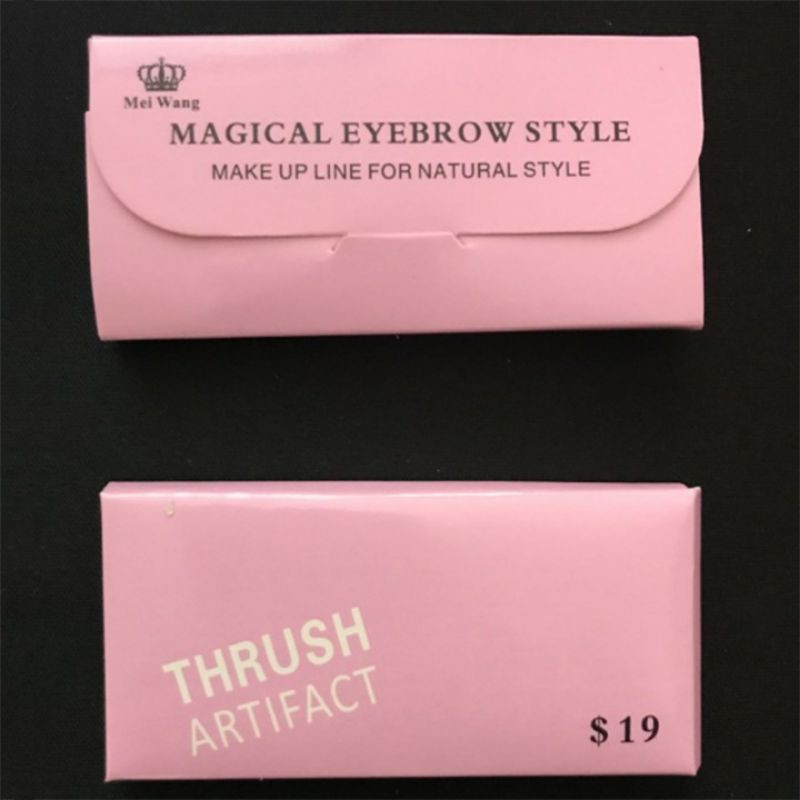 Mei Wang
MAGICAL EYEBROW STYLE
MAKE UP LINE FOR NATURAL STYLE
THRUSH
ARTIFACT
$19